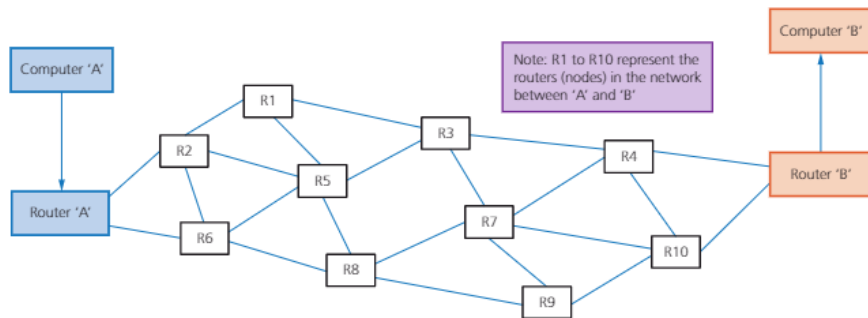 Computer ‘B’
Computer ‘A’
Note: R1 to R10 represent the
routers (nodes) in the network
between ‘A’ and ‘B’
R1
R3
R2
R4
R5
Router ‘B’
Router ‘A’
R6
R7
R10
R8
R9